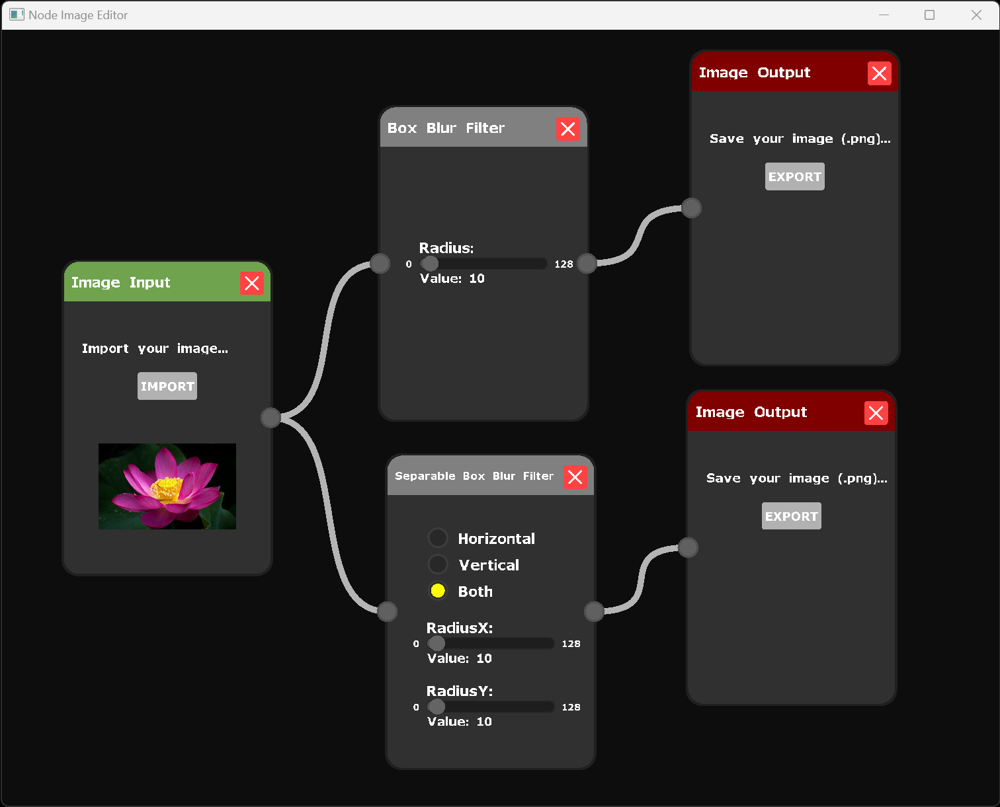 Node Image Editor
Image Input
Import your image...
IMPORT
Box Blur Filter
Radius:
0 128
Value: 10
Separable Box Blur Filter
Horizontal
Vertical
Both
RadiusX:
0 128
Value: 10
RadiusY:
0 128
Value: 10
Image Output
Save your image (.png)...
EXPORT
Image Output
Save your image (.png)...
EXPORT